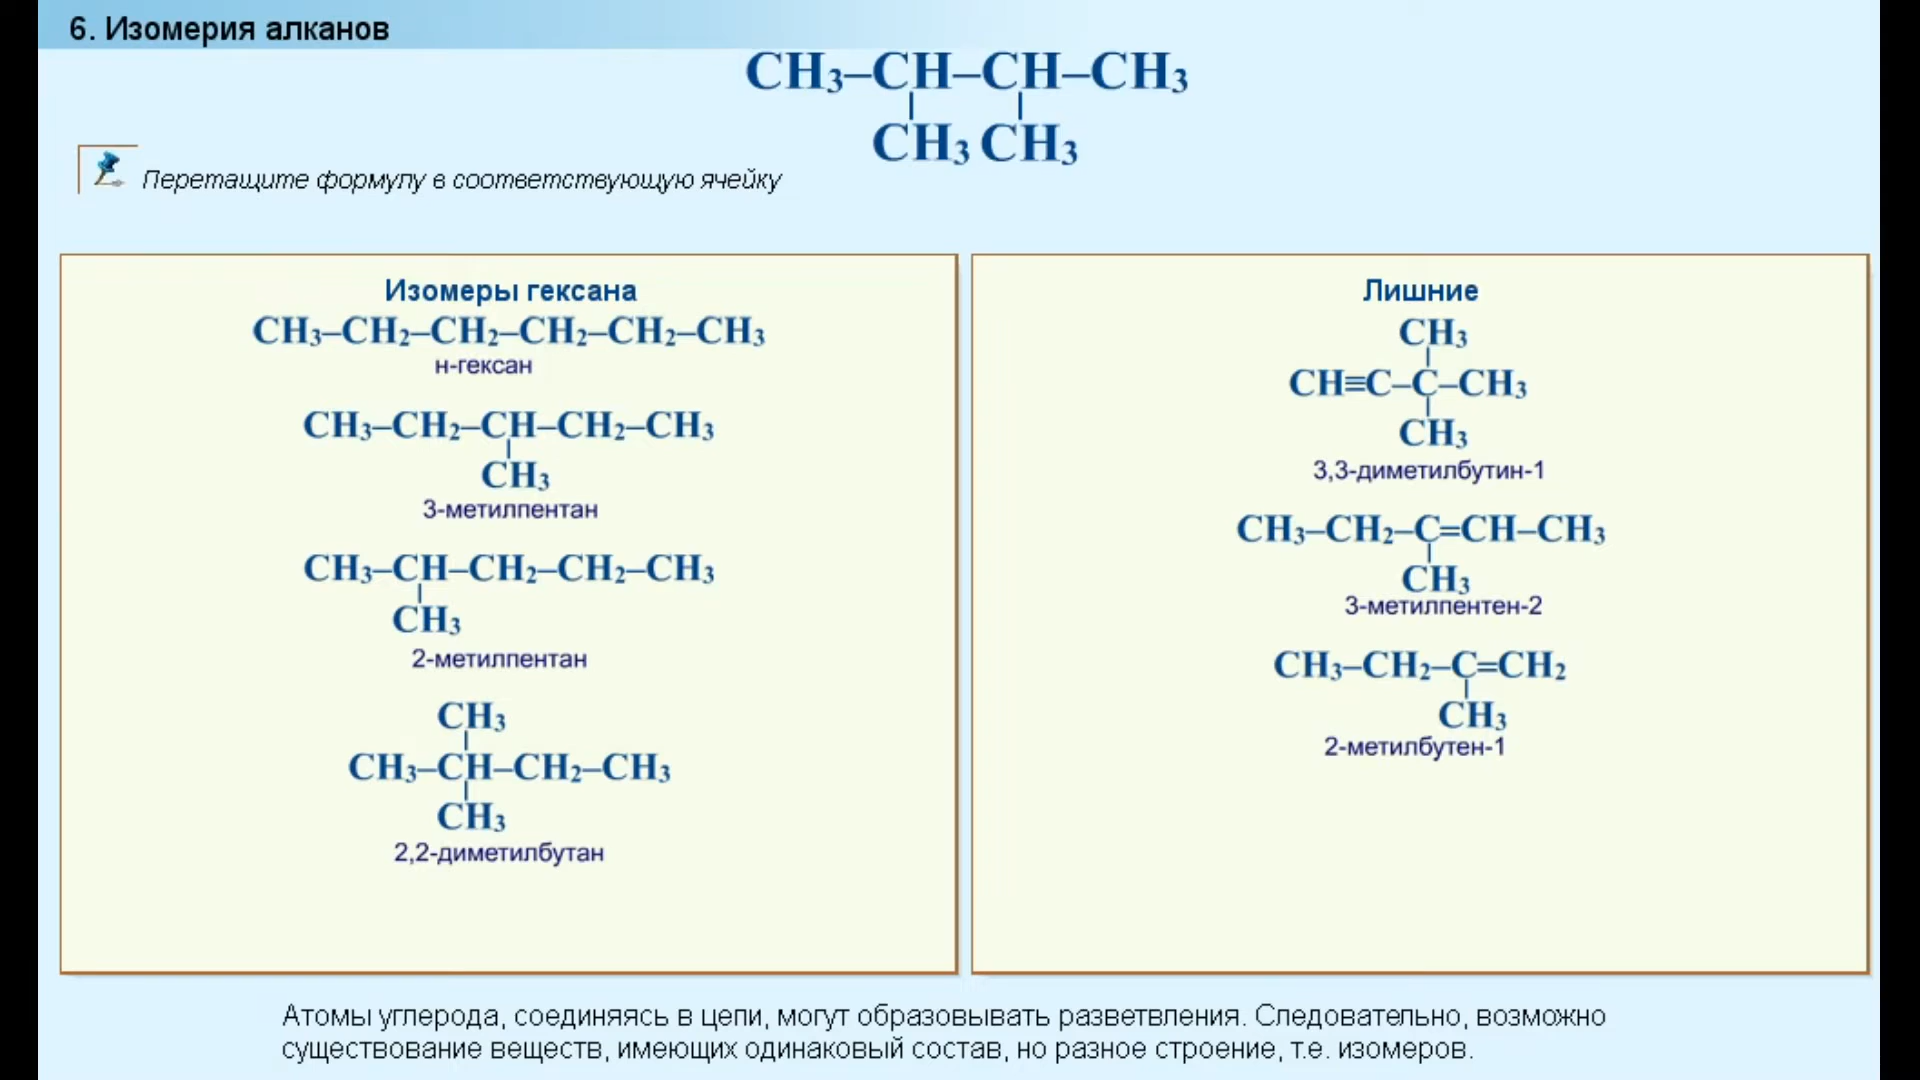 6. Изомерия алканов
CH₃–CH–CH–CH₃
CH₃ CH₃
Перетащите формулу в соответствующую ячейку
Изомеры гексана
CH₃–CH₂–CH₂–CH₂–CH₂–CH₃
н-гексан
CH₃–CH₂–CH–CH₂–CH₃
CH₃
3-метилпентан
CH₃–CH–CH₂–CH₂–CH₃
CH₃
2-метилпентан
CH₃
CH₃–CH–CH₂–CH₃
CH₃
2,2-диметилбутан
Лишние
CH₃
CH≡C–C–CH₃
CH₃
3,3-диметилбутин-1
CH₃–CH₂–C=CH–CH₃
CH₃
3-метилпентен-2
CH₃–CH₂–C=CH₂
CH₃
2-метилбутен-1
Атомы углерода, соединяясь в цепи, могут образовывать разветвления. Следовательно, возможно
существование веществ, имеющих одинаковый состав, но разное строение, т.е. изомеров.